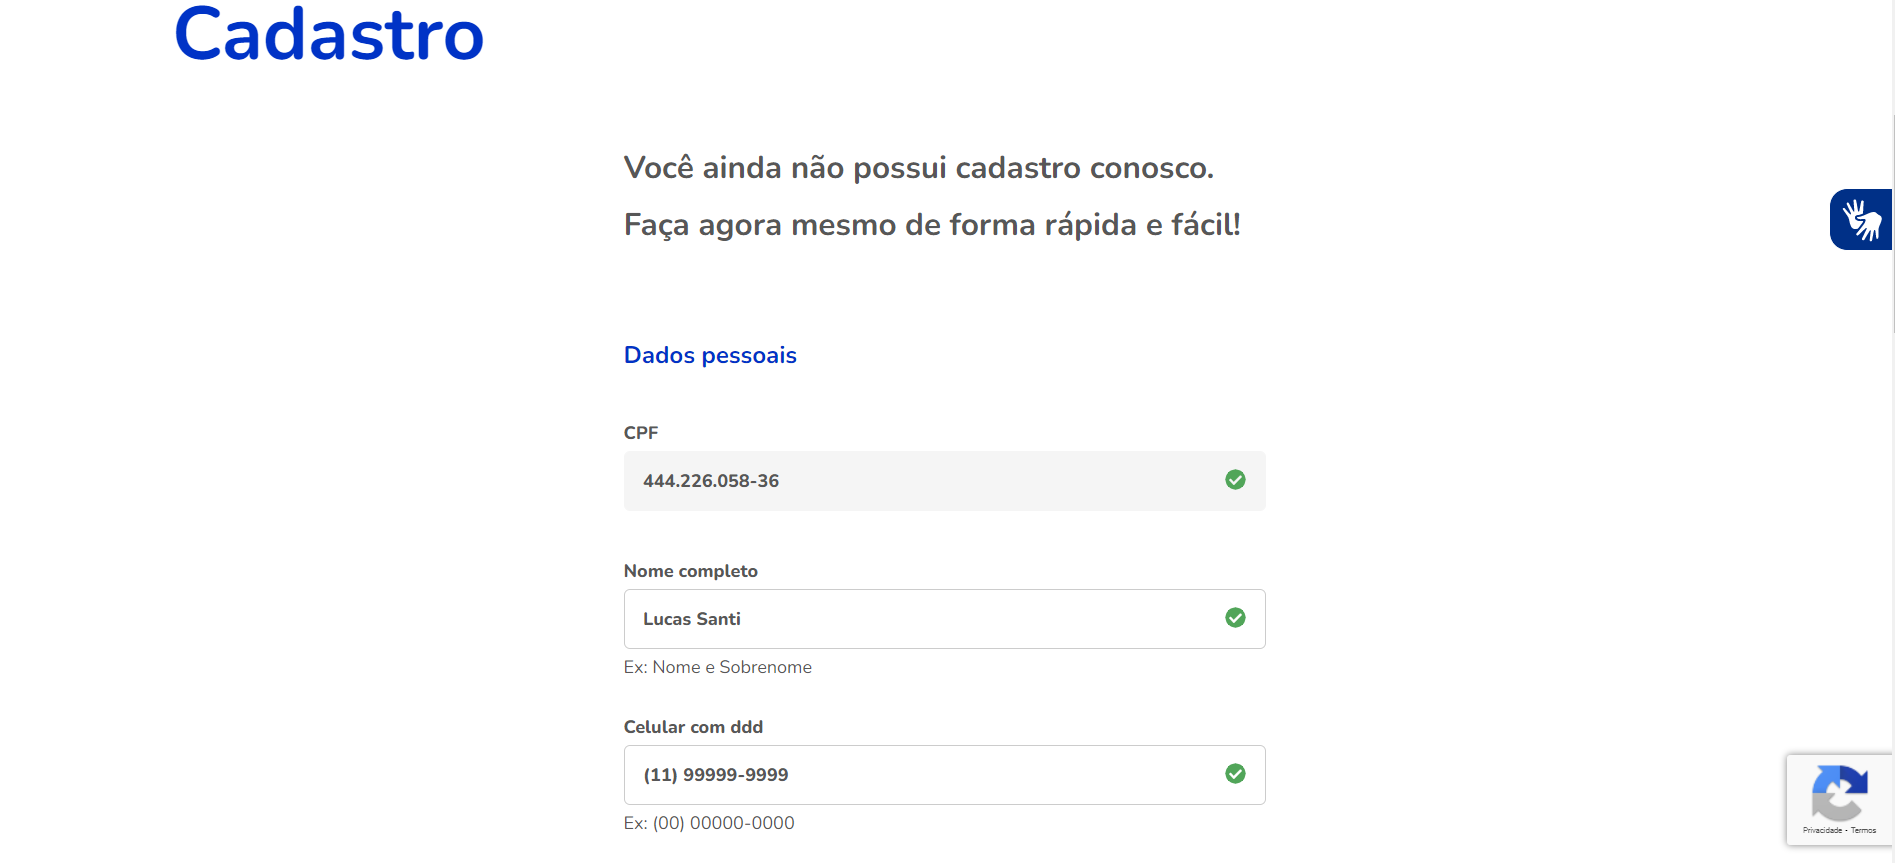 Cadastro
Você ainda não possui cadastro conosco.
Faça agora mesmo de forma rápida e fácil!
Dados pessoais
CPF
444.226.058-36
Nome completo
Lucas Santi
Ex: Nome e Sobrenome
Celular com ddd
(11) 99999-9999
Ex: (00) 00000-0000
Privacidade - Termos